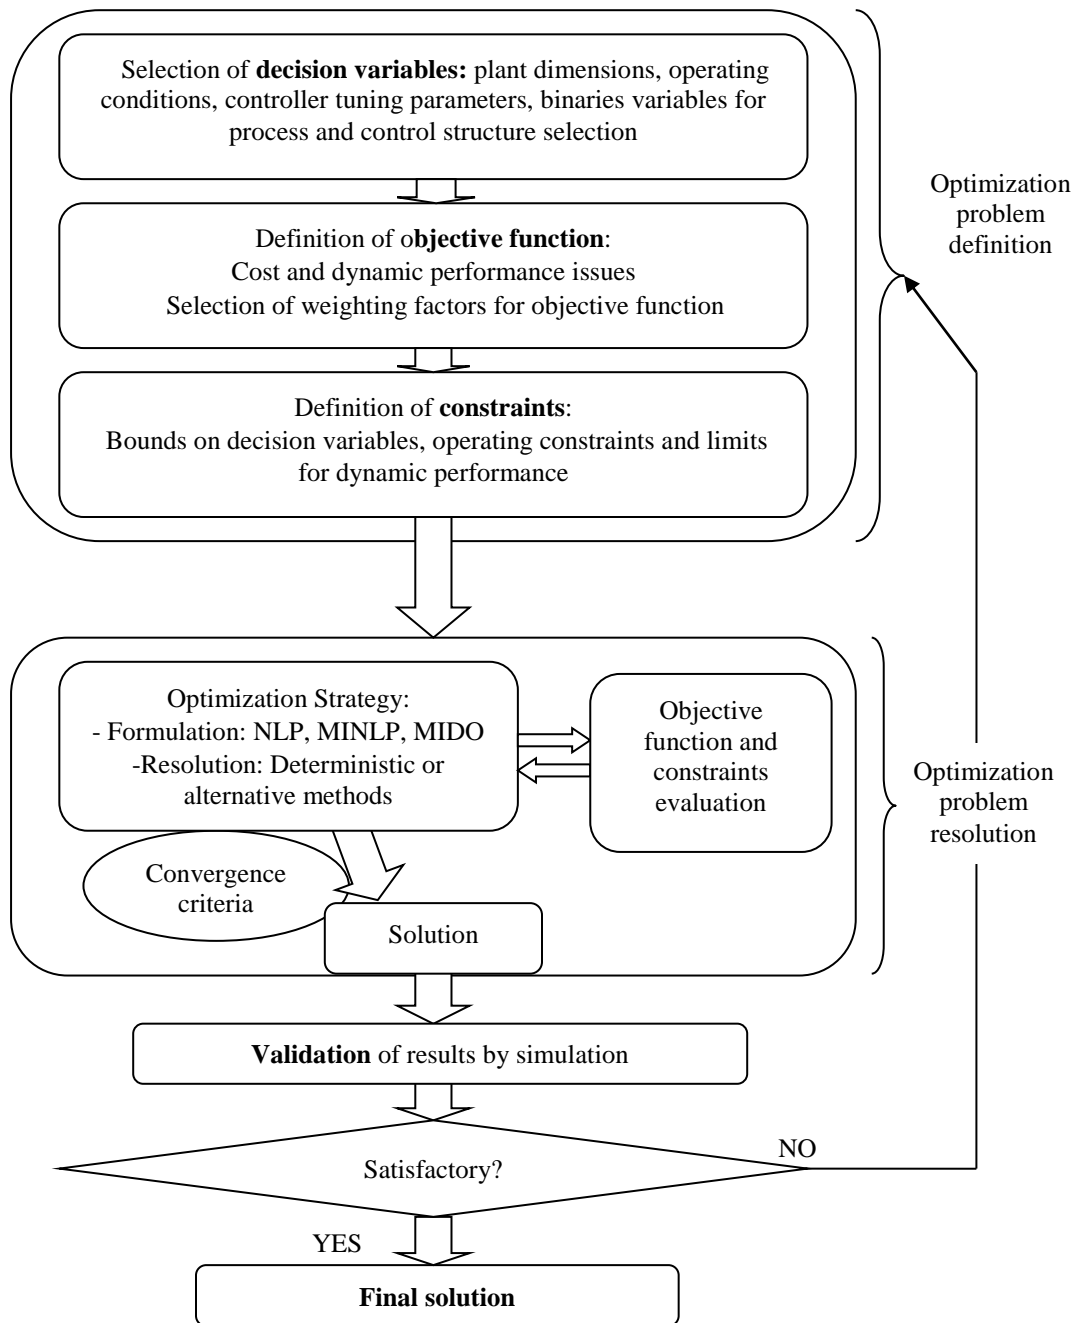 Selection of decision variables: plant dimensions, operating
conditions, controller tuning parameters, binaries variables for
process and control structure selection
Optimization
problem
definition
Definition of objective function:
Cost and dynamic performance issues
Selection of weighting factors for objective function
Definition of constraints:
Bounds on decision variables, operating constraints and limits
for dynamic performance
Optimization Strategy:
- Formulation: NLP, MINLP, MIDO
-Resolution: Deterministic or
alternative methods
Objective
function and
constraints
evaluation
Optimization
problem
resolution
Convergence
criteria
Solution
Validation of results by simulation
Satisfactory?
NO
YES
Final solution